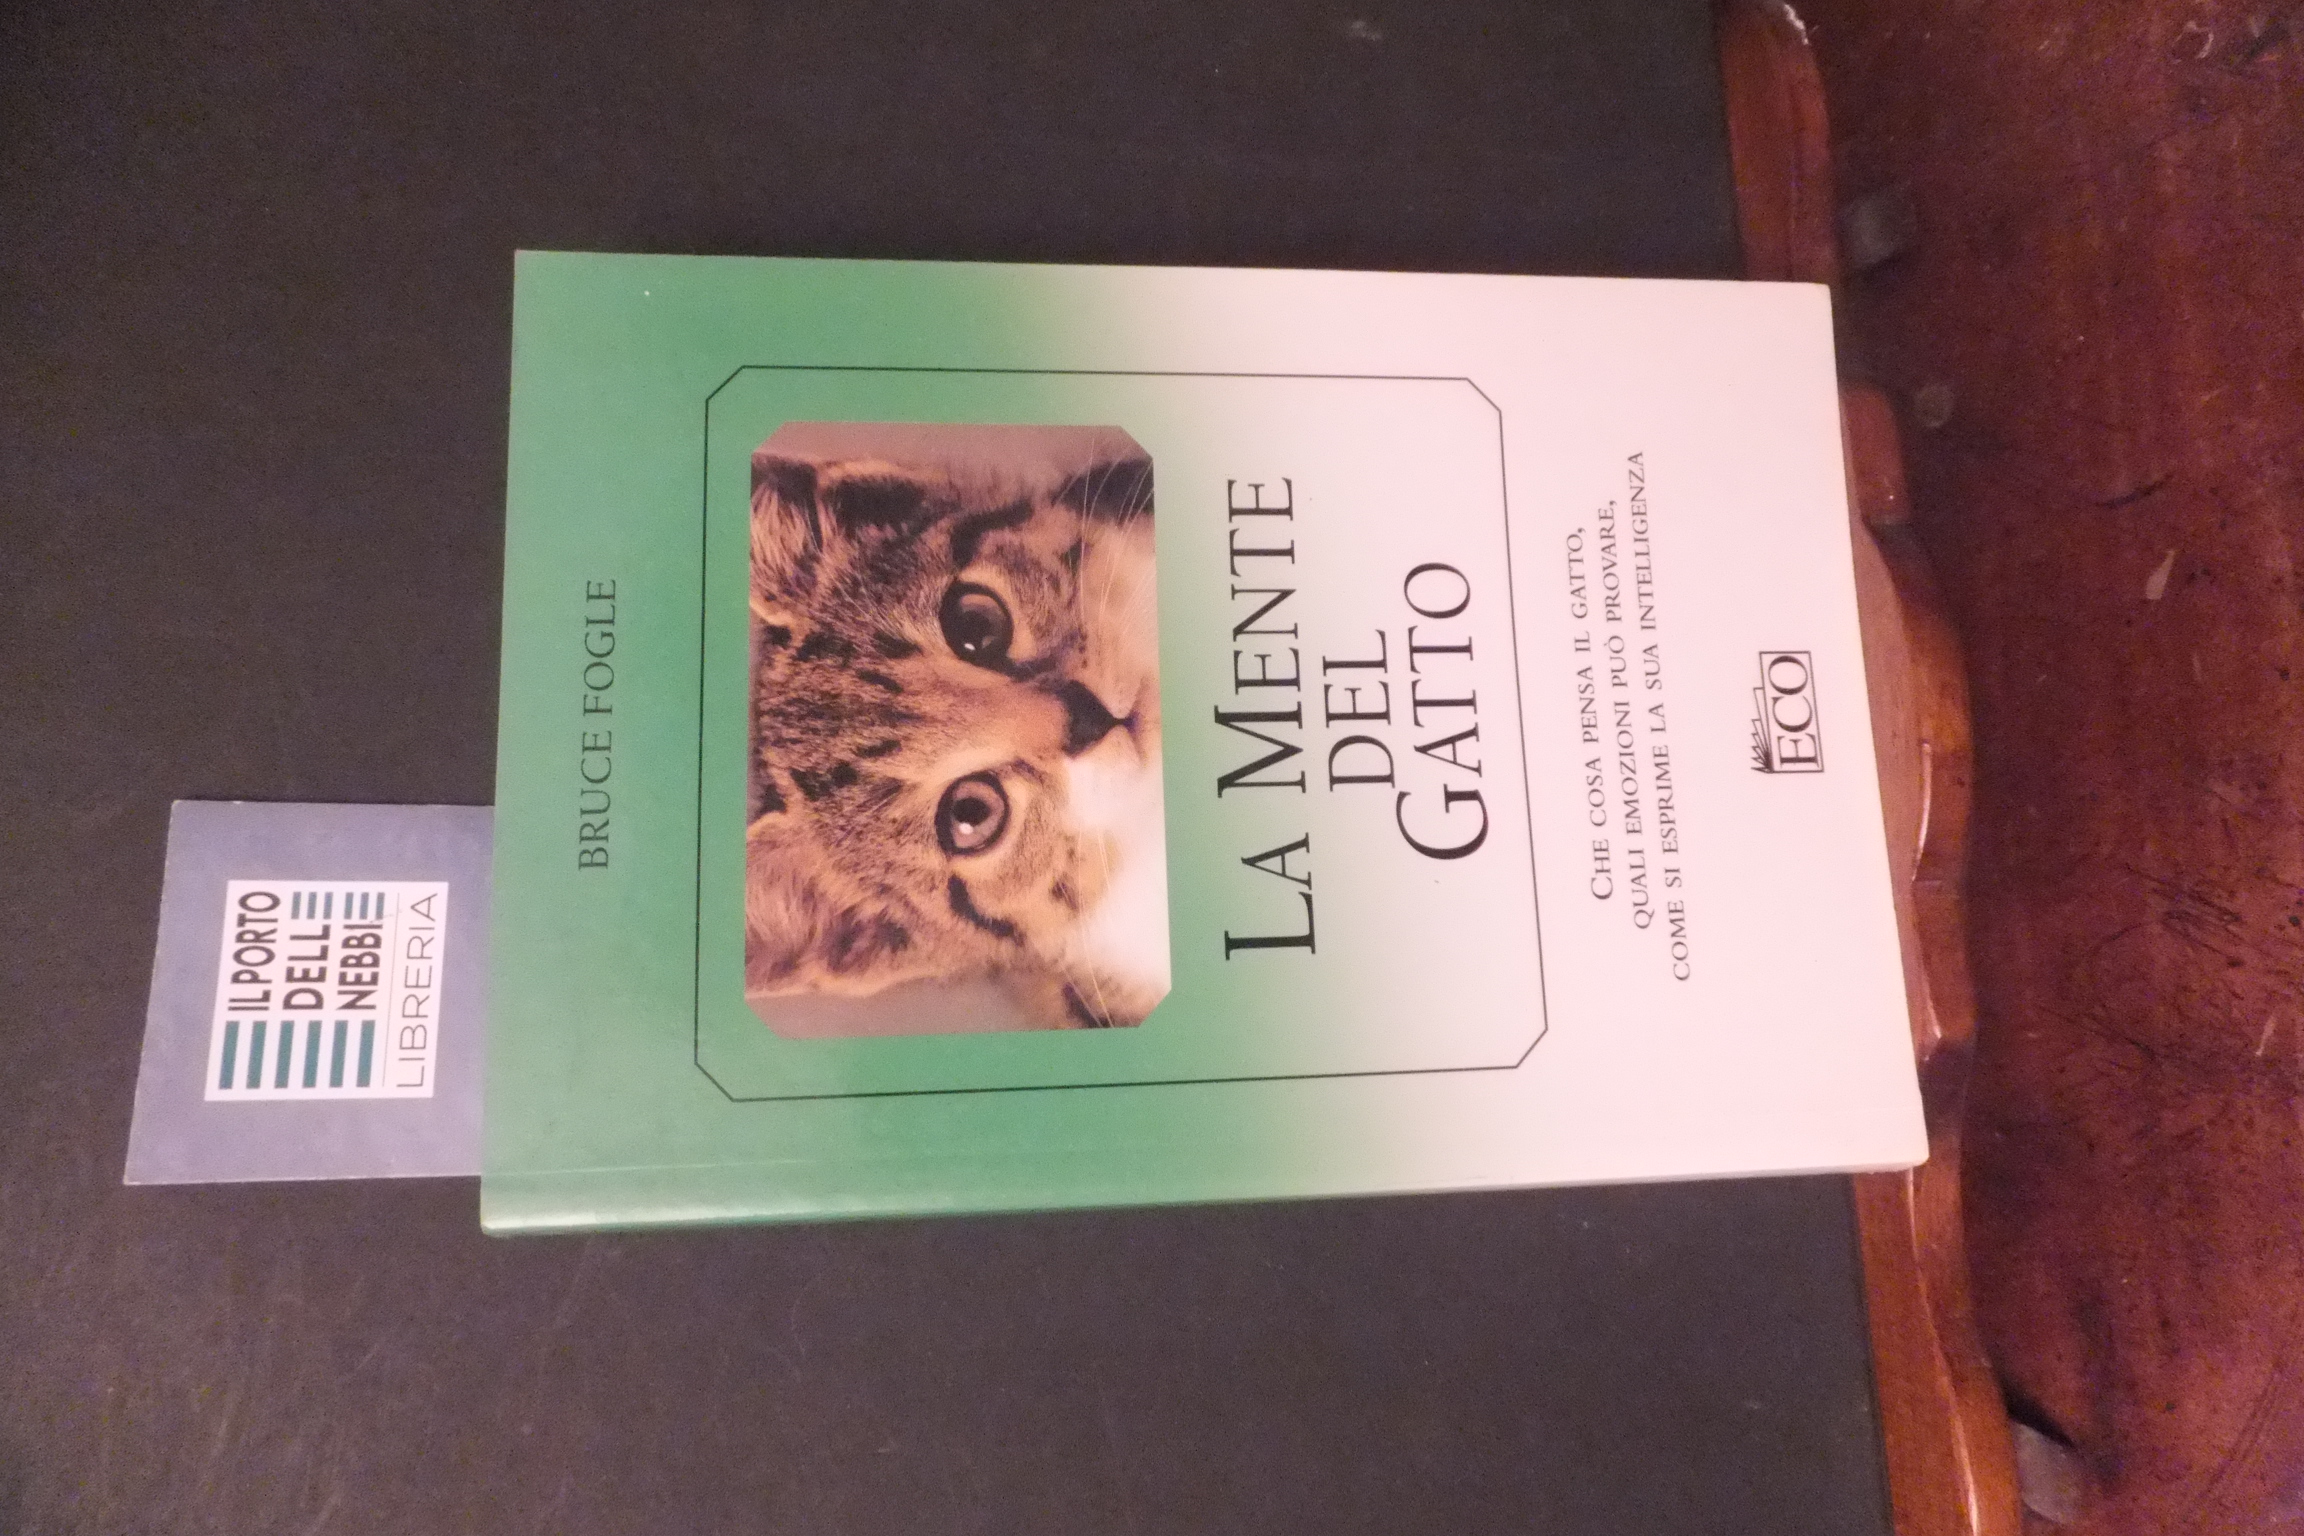 IL PORTO
DELLE
NEBBIE
LIBRERIA
BRUCE FOGLE
LA MENTE
DEL
GATTO
CHE COSA PENSA IL GATTO,
QUALI EMOZIONI PUÒ PROVARE,
COME SI ESPRIME LA SUA INTELLIGENZA
ECO